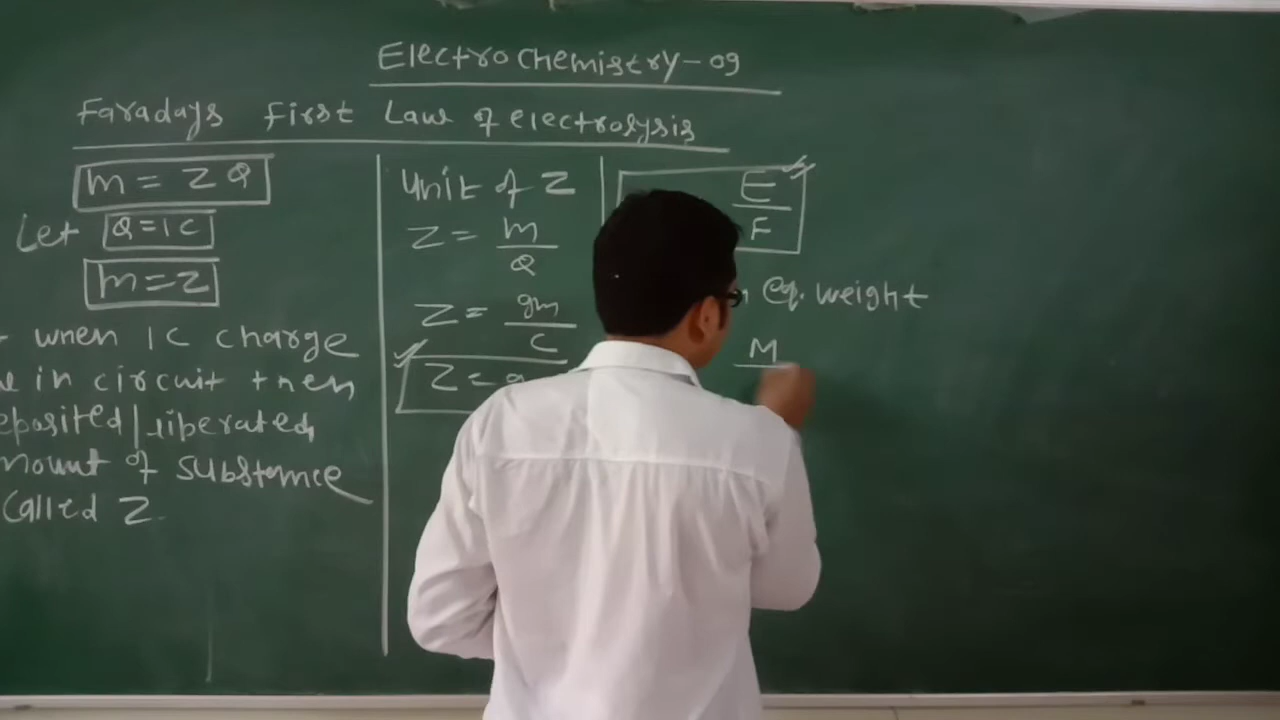 Electrochemistry-09
Faradays First Law of electrolysis
m = ZQ
Let Q=1C
m=Z
when 1C charge
in circuit then
eposited/liberated
mount of substance
Called Z.
Unit of Z
Z = m/Q
Z = gm/C
Z =
E/F
eq. weight
M